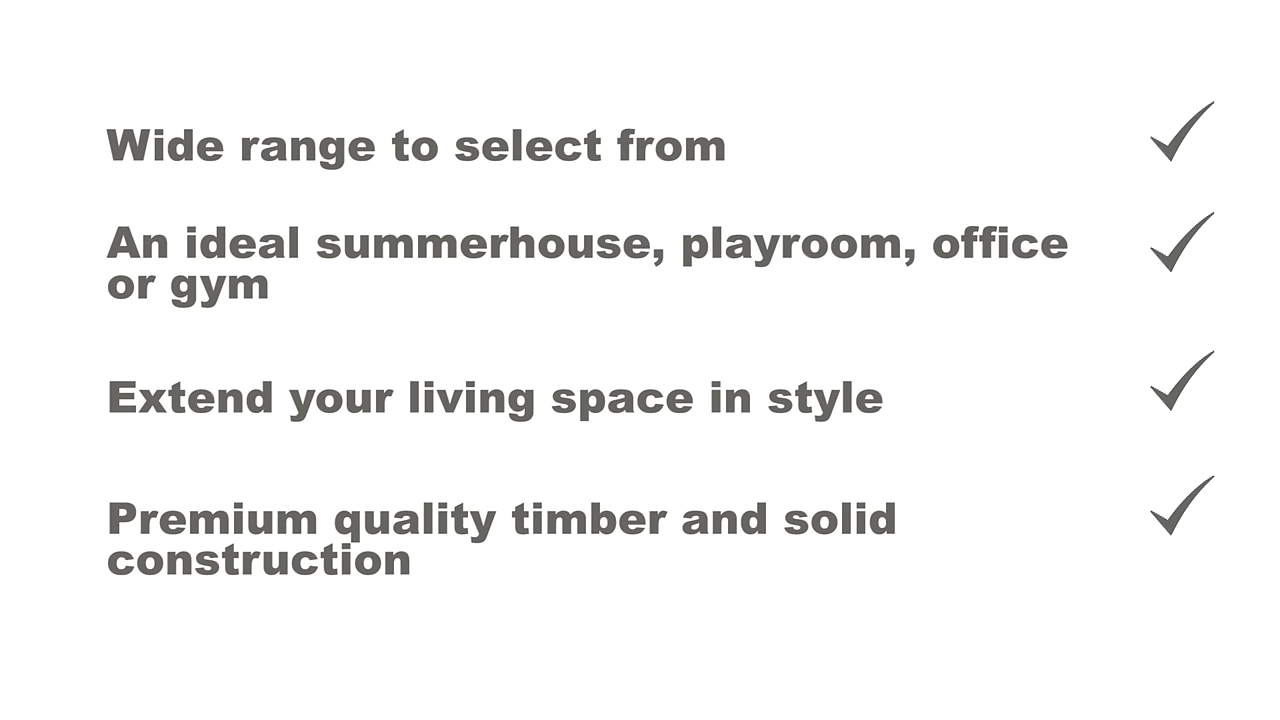 Wide range to select from
An ideal summerhouse, playroom, office
or gym
Extend your living space in style
Premium quality timber and solid
construction